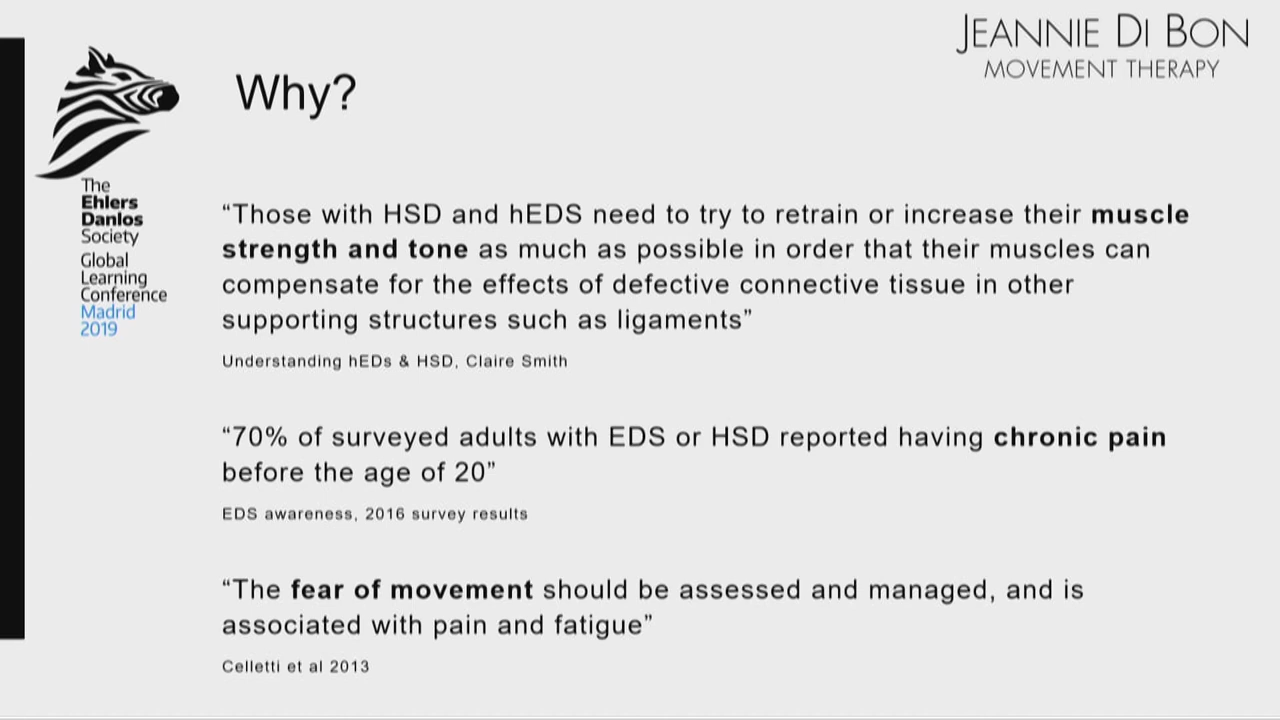 JEANNIE DI BON
MOVEMENT THERAPY
Why?
The
Ehlers
Danlos
Society
Global
Learning
Conference
Madrid
2019
“Those with HSD and hEDS need to try to retrain or increase their muscle
strength and tone as much as possible in order that their muscles can
compensate for the effects of defective connective tissue in other
supporting structures such as ligaments”
Understanding hEDs & HSD, Claire Smith
“70% of surveyed adults with EDS or HSD reported having chronic pain
before the age of 20”
EDS awareness, 2016 survey results
“The fear of movement should be assessed and managed, and is
associated with pain and fatigue”
Celletti et al 2013